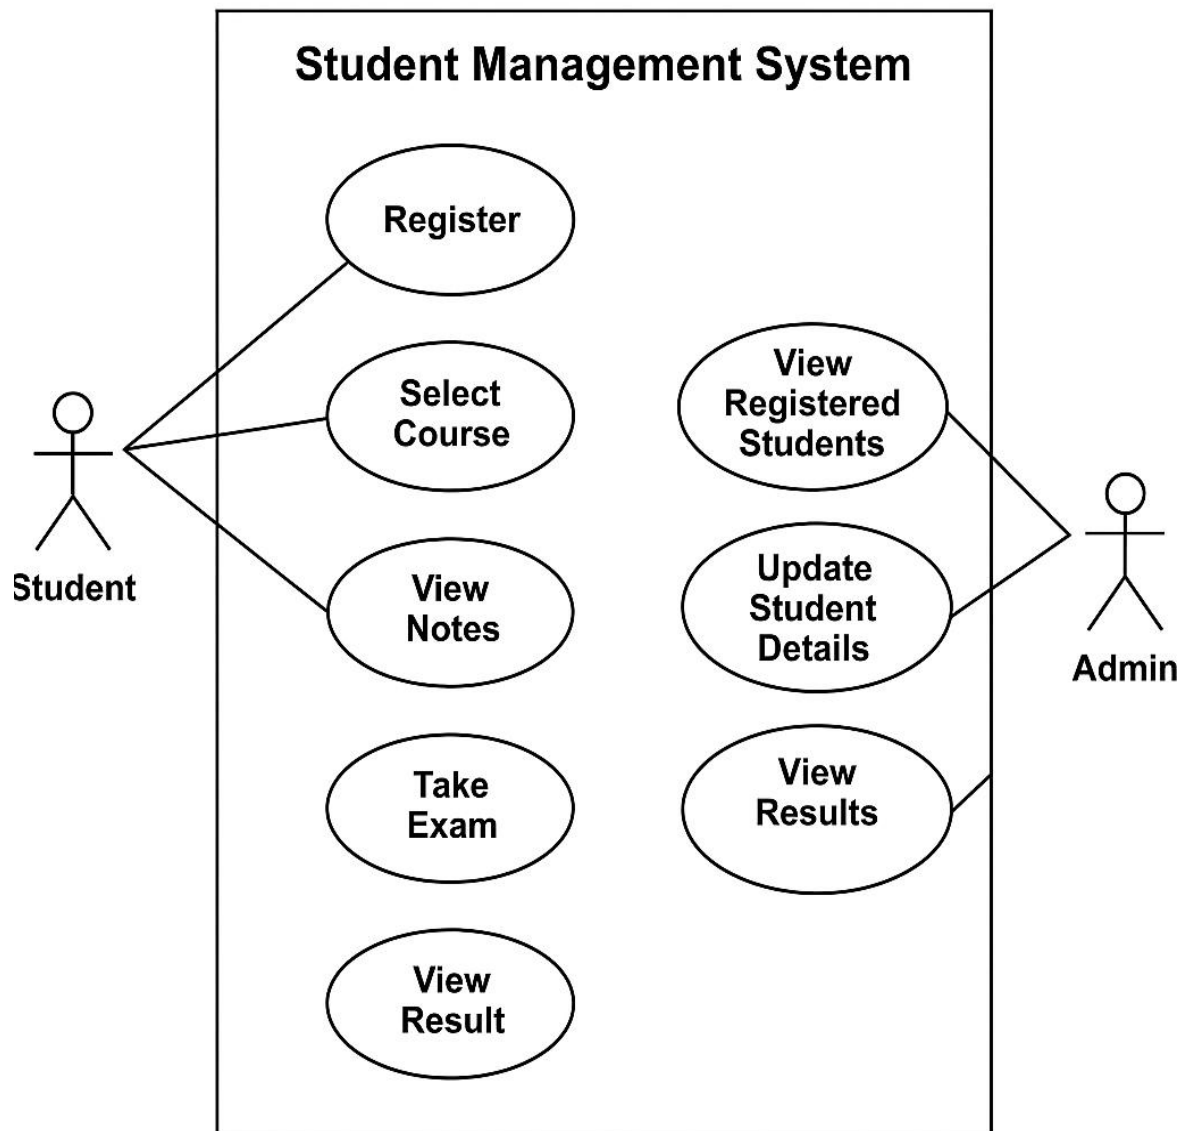 Student Management System
Register
Select
Course
View
Notes
Take
Exam
View
Result
View
Registered
Students
Update
Student
Details
View
Results
Student
Admin